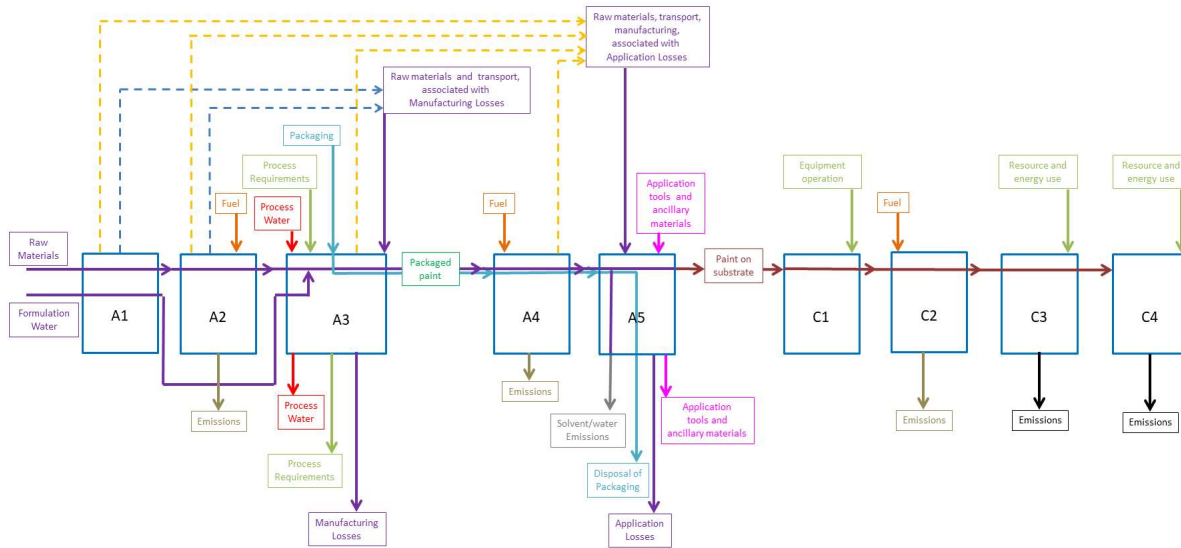 Raw materials, transport,
manufacturing,
associated with
Application Losses
Raw materials and transport,
associated with
Manufacturing Losses
Packaging
Process
Requirements
Equipment
operation
Resource and
energy use
Resource and
energy use
Application
tools and
ancillary
materials
Fuel
Process
Water
Fuel
Fuel
Raw
Materials
Packaged
paint
Paint on
substrate
Formulation
Water
A1
A2
A3
A4
A5
C1
C2
C3
C4
Emissions
Process
Water
Emissions
Solvent/water
Emissions
Application
tools and
ancillary materials
Emissions
Emissions
Emissions
Process
Requirements
Disposal of
Packaging
Manufacturing
Losses
Application
Losses